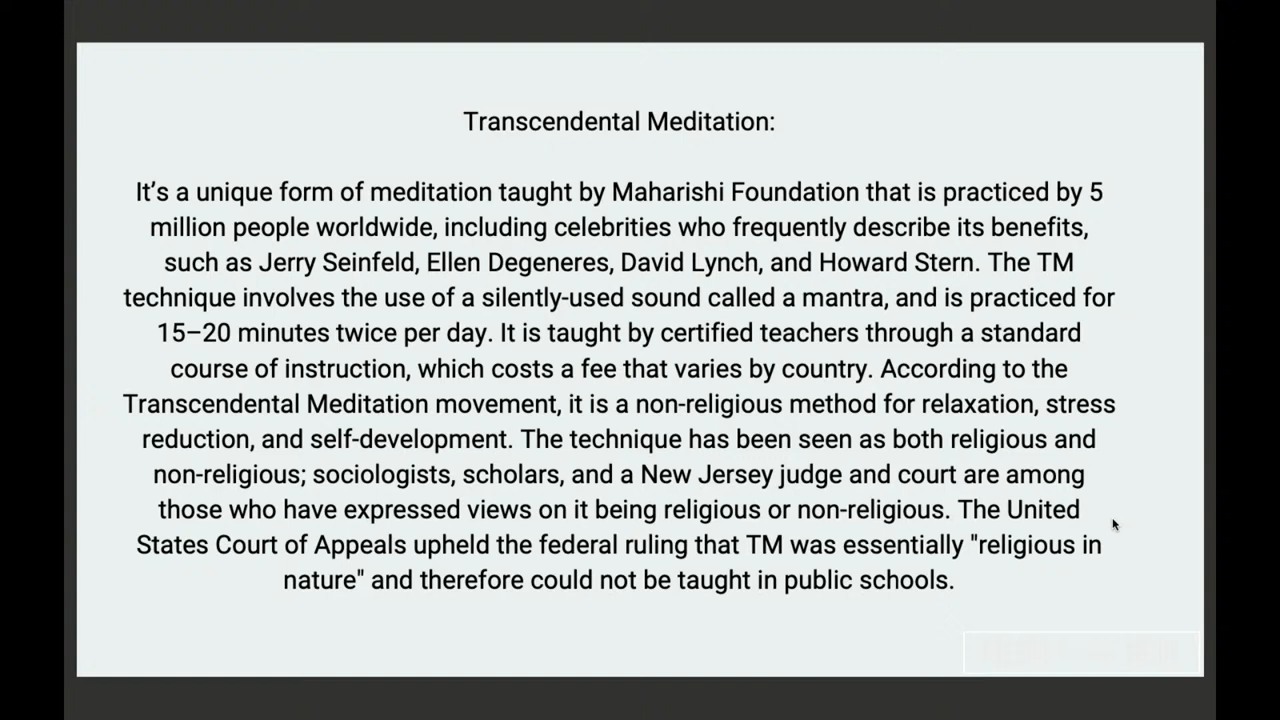 Transcendental Meditation:
It’s a unique form of meditation taught by Maharishi Foundation that is practiced by 5
million people worldwide, including celebrities who frequently describe its benefits,
such as Jerry Seinfeld, Ellen Degeneres, David Lynch, and Howard Stern. The TM
technique involves the use of a silently-used sound called a mantra, and is practiced for
15–20 minutes twice per day. It is taught by certified teachers through a standard
course of instruction, which costs a fee that varies by country. According to the
Transcendental Meditation movement, it is a non-religious method for relaxation, stress
reduction, and self-development. The technique has been seen as both religious and
non-religious; sociologists, scholars, and a New Jersey judge and court are among
those who have expressed views on it being religious or non-religious. The United
States Court of Appeals upheld the federal ruling that TM was essentially "religious in
nature" and therefore could not be taught in public schools.